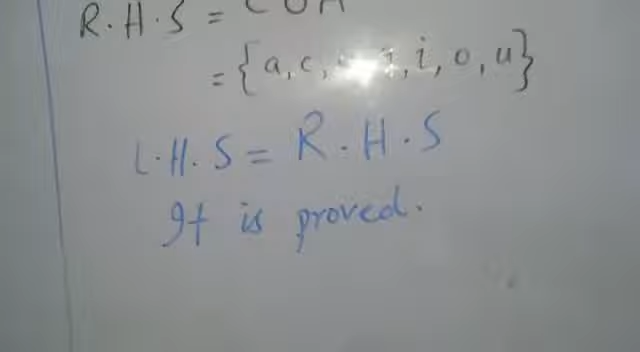 R.H.S = C U A
= {a, c, i, o, u}
L.H.S = R.H.S
It is proved.